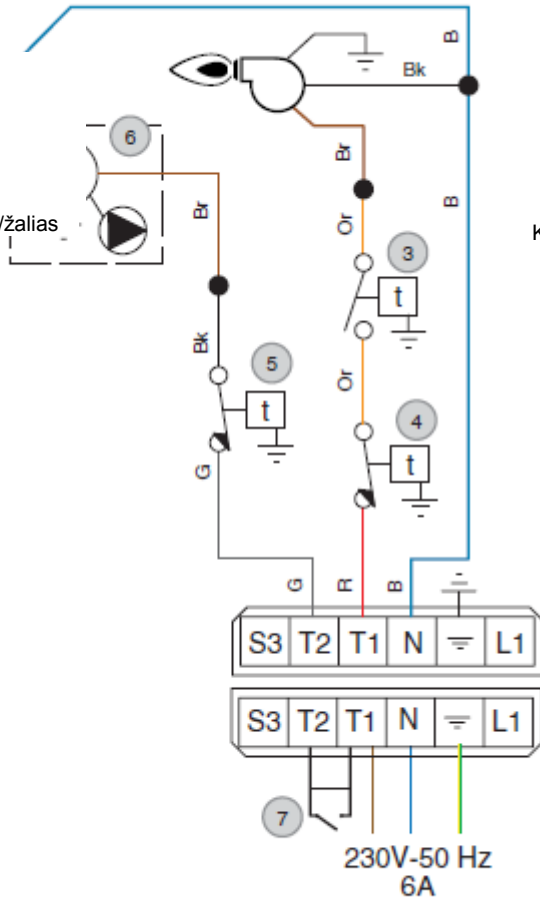 B
Bk
6
Br
Br
B
/žalias
K
Or
3
t
Bk
5
Or
t
4
t
G
G
R
B
S3 T2 T1 N L1
S3 T2 T1 N L1
7
230V-50 Hz
6A